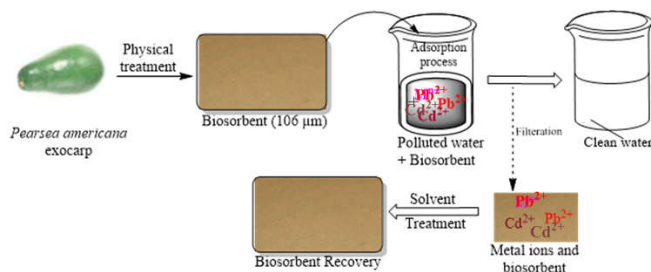 Physical
treatment
Pearsea americana
exocarp
Biosorbent (106 μm)
Adsorption
process
Pb²⁺
Pb²⁺
Cd²⁺
Cd²⁺
Polluted water
+ Biosorbent
Filteration
Clean water
Pb²⁺
Cd²⁺
Pb²⁺
Cd²⁺
Metal ions and
biosorbent
Solvent
Treatment
Biosorbent Recovery